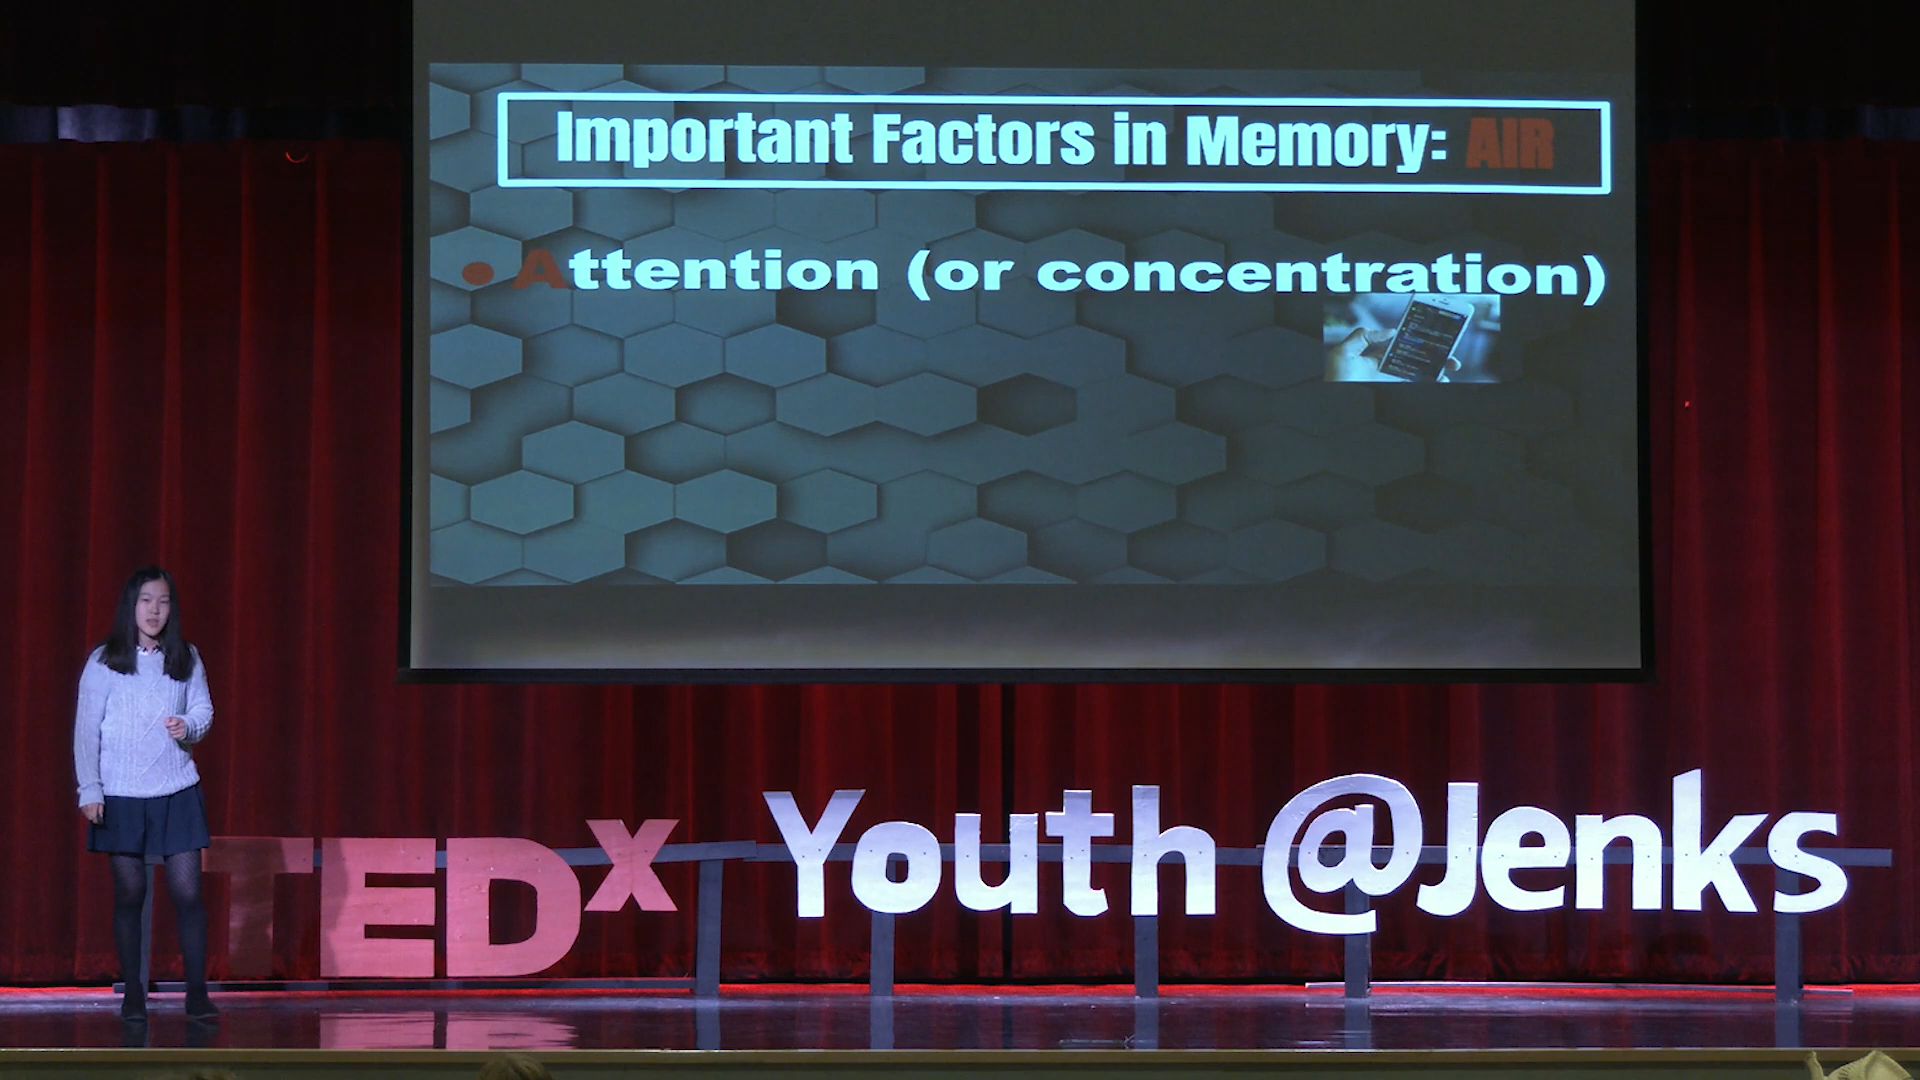 Important Factors in Memory: AIR
• Attention (or concentration)
TEDx Youth @Jenks